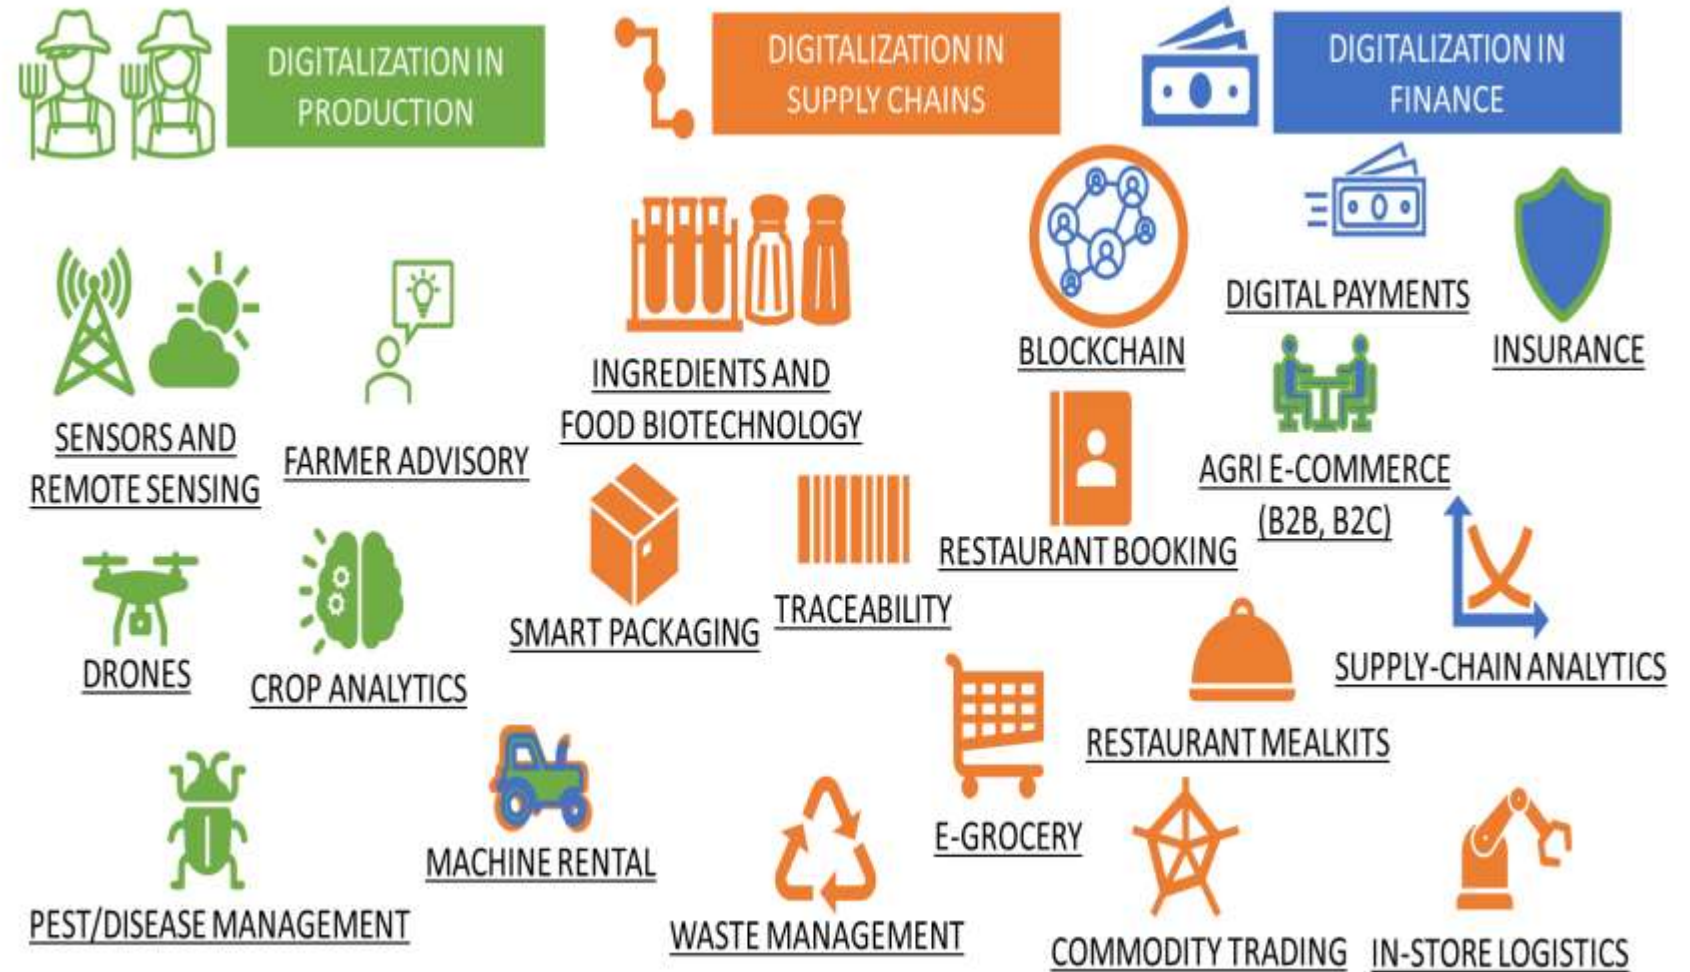 DIGITALIZATION IN
PRODUCTION
DIGITALIZATION IN
SUPPLY CHAINS
DIGITALIZATION IN
FINANCE
SENSORS AND
REMOTE SENSING
FARMER ADVISORY
INGREDIENTS AND
FOOD BIOTECHNOLOGY
BLOCKCHAIN
DIGITAL PAYMENTS
INSURANCE
AGRI E-COMMERCE
(B2B, B2C)
RESTAURANT BOOKING
DRONES
CROP ANALYTICS
SMART PACKAGING
TRACEABILITY
SUPPLY-CHAIN ANALYTICS
RESTAURANT MEALKITS
PEST/DISEASE MANAGEMENT
MACHINE RENTAL
WASTE MANAGEMENT
E-GROCERY
COMMODITY TRADING
IN-STORE LOGISTICS